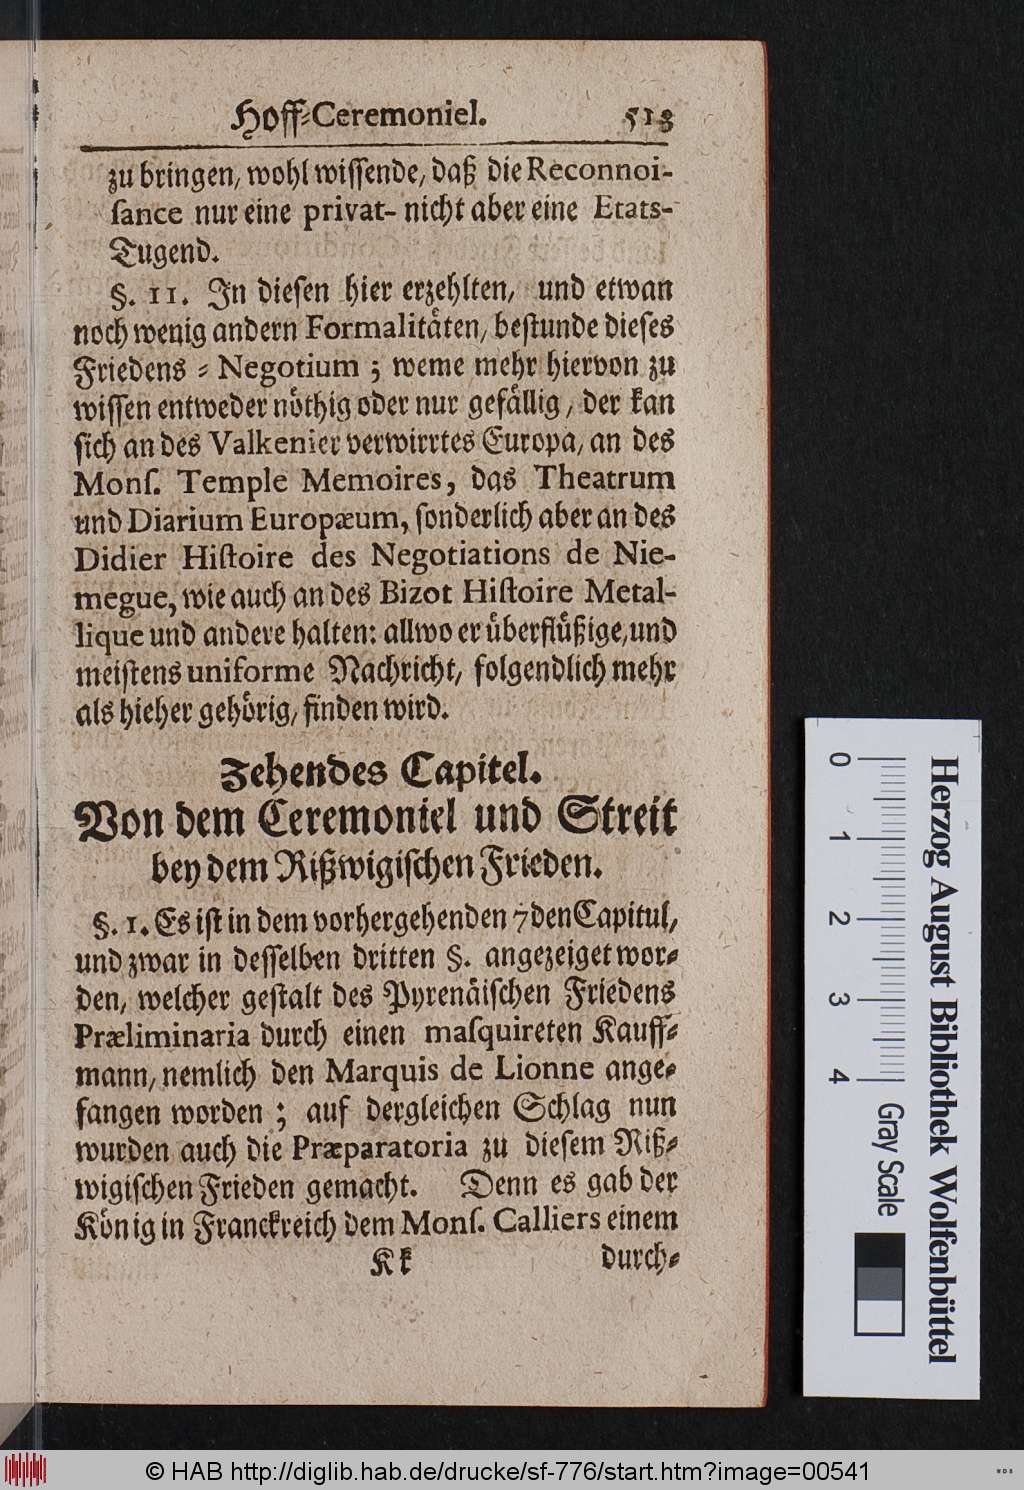 Hoff-Ceremoniel. 513
zu bringen, wohl wissende, daß die Reconnoi-
sance nur eine privat- nicht aber eine Etats-
Tugend.
§. 11. In diesen hier erzehlten, und etwan
noch wenig andern Formalitäten, bestunde dieses
Friedens-Negotium; weme mehr hiervon zu
wissen entweder nöthig oder nur gefällig, der kan
sich an des Valkenier verwirrtes Europa, an des
Mons. Temple Memoires, das Theatrum
und Diarium Europæum, sonderlich aber an des
Didier Histoire des Negotiations de Nie-
megue, wie auch an des Bizot Histoire Metal-
lique und andere halten: allwo er überflüßige, und
meistens uniforme Nachricht, folgendlich mehr
als hieher gehörig, finden wird.
Zehendes Capitel.
Von dem Ceremoniel und Streit
bey dem Rißwigischen Frieden.
§. 1. Es ist in dem vorhergehenden 7den Capitul,
und zwar in desselben dritten §. angezeiget wor-
den, welcher gestalt des Pyrenäischen Friedens
Præliminaria durch einen masquireten Kauff-
mann, nemlich den Marquis de Lionne ange-
fangen worden; auf dergleichen Schlag nun
wurden auch die Præparatoria zu diesem Riß-
wigischen Frieden gemacht. Denn es gab der
König in Franckreich dem Mons. Calliers einem
Kk durch-
0 1 2 3 4 Gray Scale
Herzog August Bibliothek Wolfenbüttel
© HAB http://diglib.hab.de/drucke/sf-776/start.htm?image=00541
WDB